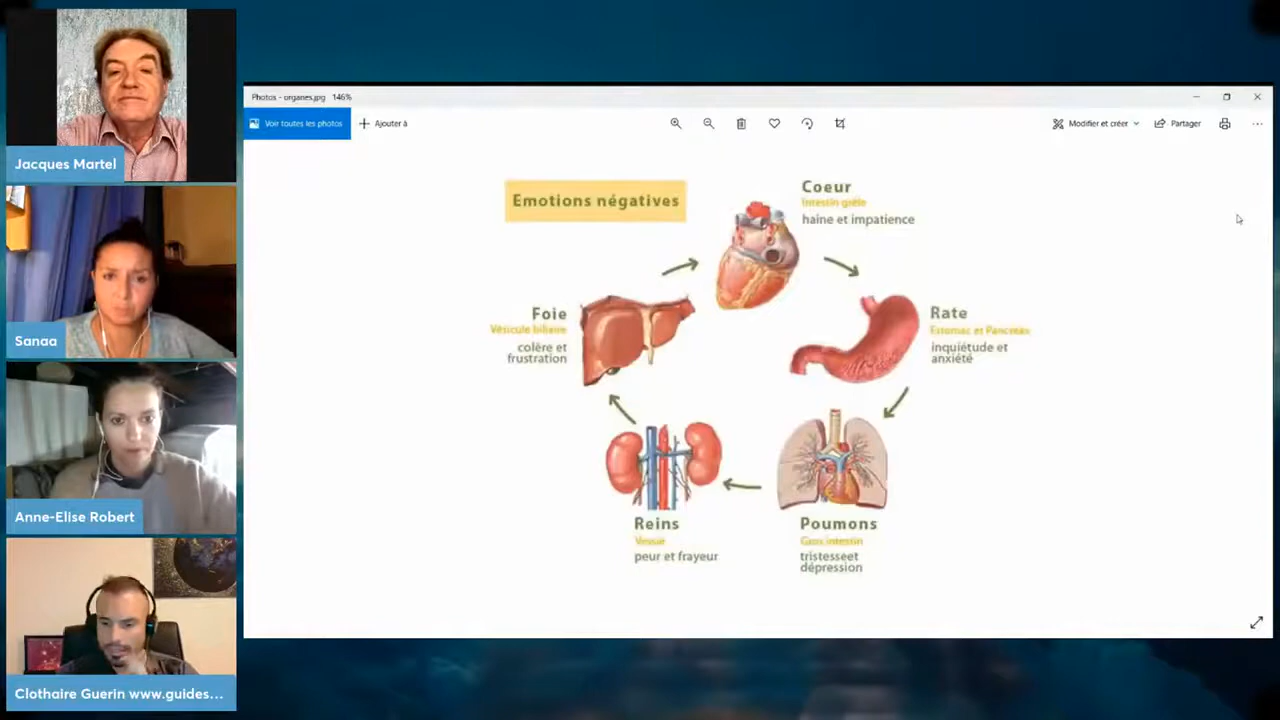 Jacques Martel
Sanaa
Anne-Elise Robert
Clothaire Guerin www.guides...
Photos - organes.jpg 146%
Voir toutes les photos
Ajouter à
Modifier et créer
Partager
Emotions négatives
Coeur
Intestin grêle
haine et impatience
Foie
Vésicule biliaire
colère et
frustration
Rate
Estomac et Pancréas
inquiétude et
anxiété
Reins
Vessie
peur et frayeur
Poumons
Gros intestin
tristesseet
dépression